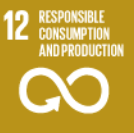 12 RESPONSIBLE
CONSUMPTION
AND PRODUCTION